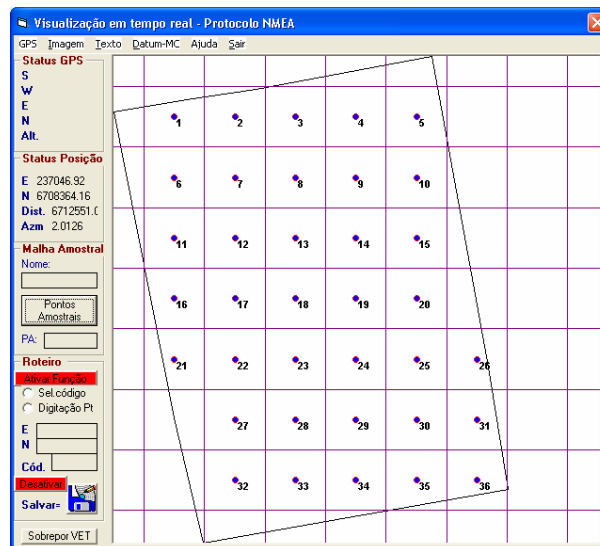 Visualização em tempo real - Protocolo NMEA
GPS Imagem Texto Datum-MC Ajuda Sair
Status GPS
S
W
E
N
Alt.
Status Posição
E 237046.92
N 6708364.16
Dist. 6712551.0
Azm 2.0126
Malha Amostral
Nome:
Pontos
Amostrais
PA:
Roteiro
Ativar Função
Sel.código
Digitação Pt
E
N
Cód.
Desativar
Salvar=
Sobrepor VET
1 2 3 4 5
6 7 8 9 10
11 12 13 14 15
16 17 18 19 20
21 22 23 24 25 26
27 28 29 30 31
32 33 34 35 36